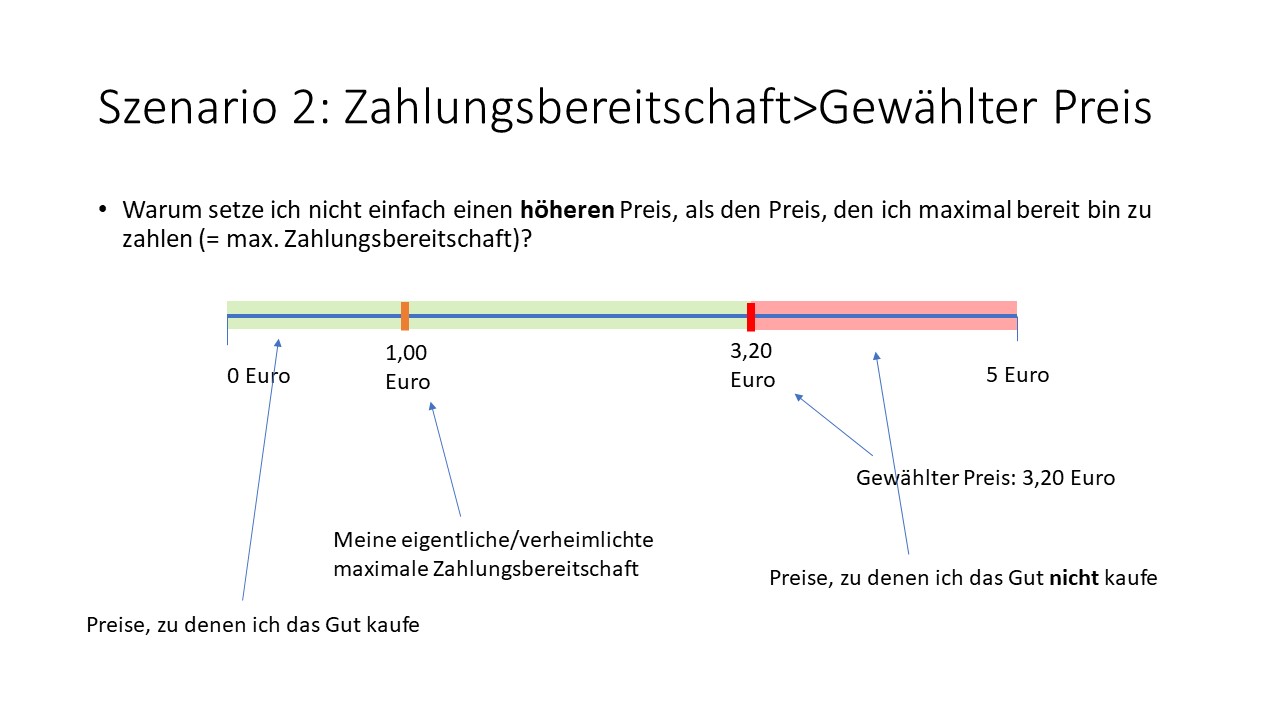 Szenario 2: Zahlungsbereitschaft>Gewählter Preis
• Warum setze ich nicht einfach einen höheren Preis, als den Preis, den ich maximal bereit bin zu
zahlen (= max. Zahlungsbereitschaft)?
0 Euro
1,00
Euro
3,20
Euro
5 Euro
Gewählter Preis: 3,20 Euro
Meine eigentliche/verheimlichte
maximale Zahlungsbereitschaft
Preise, zu denen ich das Gut nicht kaufe
Preise, zu denen ich das Gut kaufe